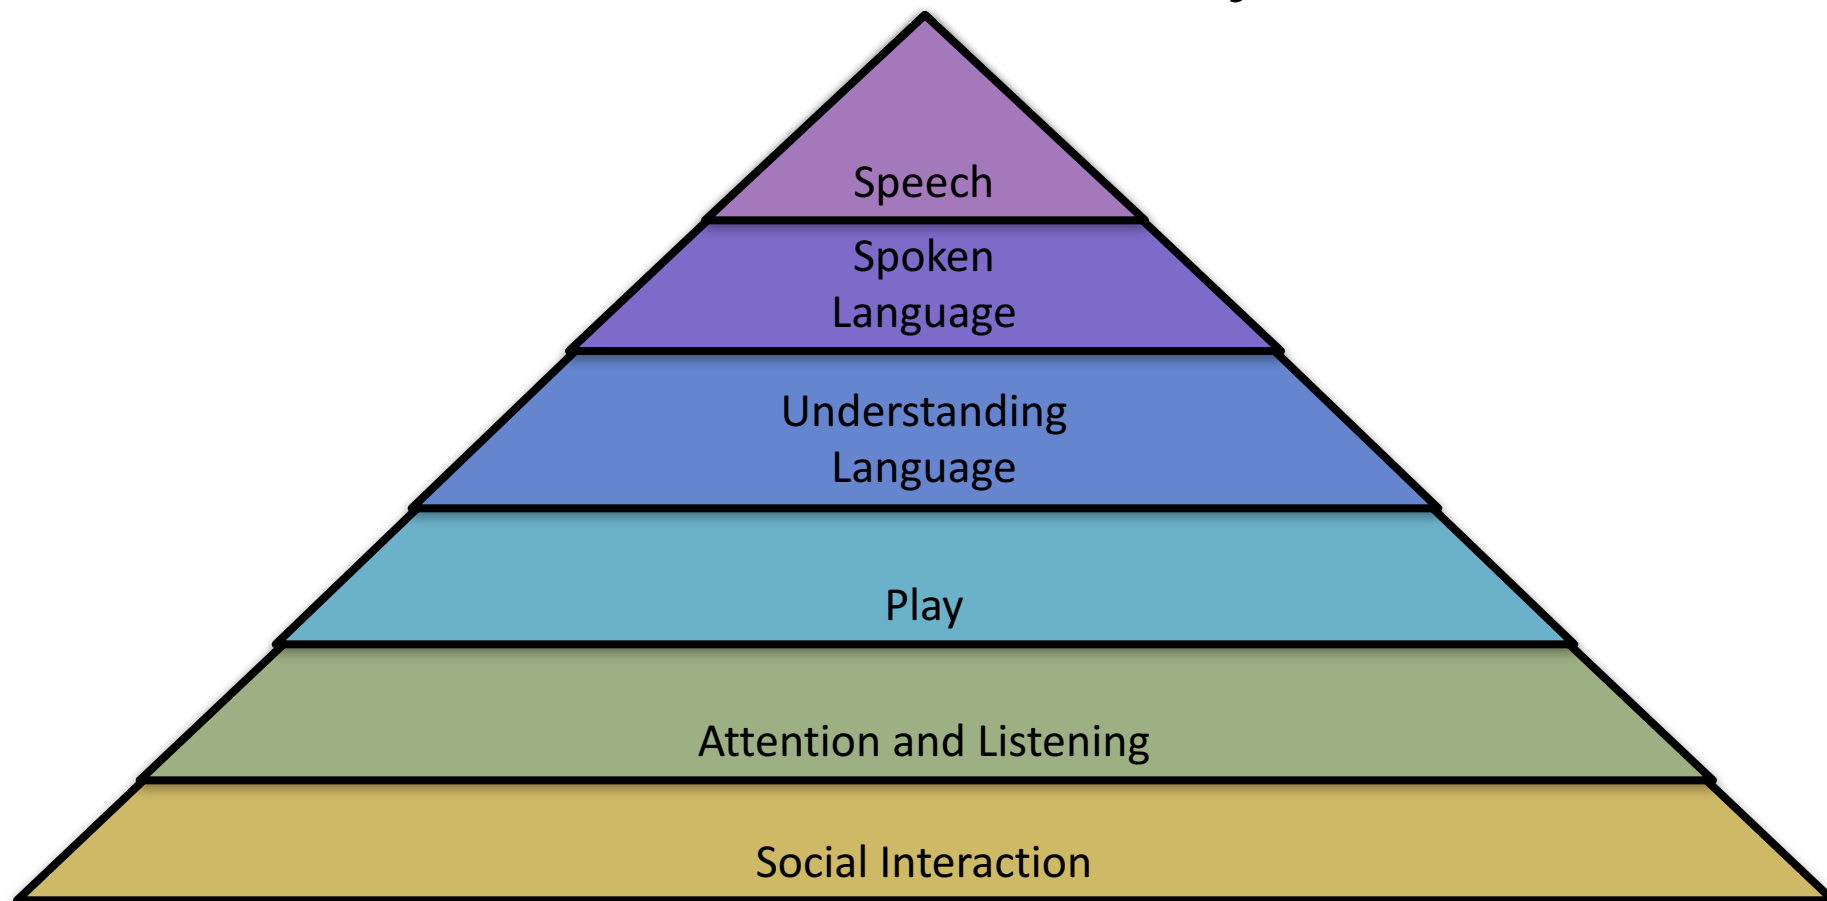 Speech
Spoken
Language
Understanding
Language
Play
Attention and Listening
Social Interaction